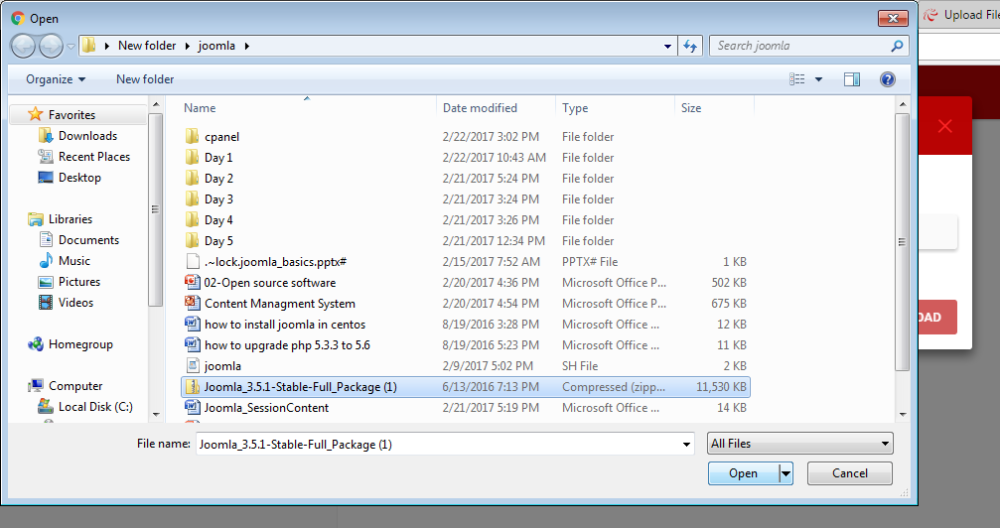 Open
Upload File
New folder joomla
Search joomla
Organize New folder
Name Date modified Type Size
Favorites
Downloads
Recent Places
Desktop
Libraries
Documents
Music
Pictures
Videos
Homegroup
Computer
Local Disk (C:)
cpanel 2/22/2017 3:02 PM File folder
Day 1 2/22/2017 10:43 AM File folder
Day 2 2/21/2017 5:24 PM File folder
Day 3 2/21/2017 3:24 PM File folder
Day 4 2/21/2017 3:26 PM File folder
Day 5 2/21/2017 12:34 PM File folder
.~lock.joomla_basics.pptx# 2/15/2017 7:52 AM PPTX# File 1 KB
02-Open source software 2/20/2017 4:36 PM Microsoft Office P... 502 KB
Content Managment System 2/20/2017 4:54 PM Microsoft Office P... 675 KB
how to install joomla in centos 8/19/2016 3:28 PM Microsoft Office ... 12 KB
how to upgrade php 5.3.3 to 5.6 8/19/2016 5:23 PM Microsoft Office ... 11 KB
joomla 2/9/2017 5:02 PM SH File 2 KB
Joomla_3.5.1-Stable-Full_Package (1) 6/13/2016 7:13 PM Compressed (zipp... 11,530 KB
Joomla_SessionContent 2/21/2017 5:19 PM Microsoft Office ... 14 KB
OAD
File name: Joomla_3.5.1-Stable-Full_Package (1) All Files
Open Cancel